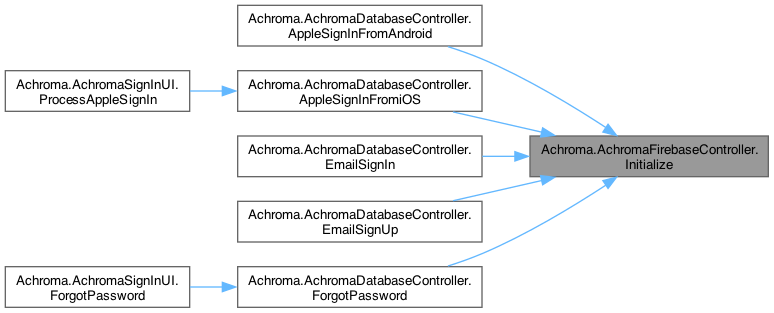 Achroma.AchromaDatabaseController.
AppleSignInFromAndroid
Achroma.AchromaSignInUI.
ProcessAppleSignIn
Achroma.AchromaDatabaseController.
AppleSignInFromiOS
Achroma.AchromaDatabaseController.
EmailSignIn
Achroma.AchromaFirebaseController.
Initialize
Achroma.AchromaDatabaseController.
EmailSignUp
Achroma.AchromaSignInUI.
ForgotPassword
Achroma.AchromaDatabaseController.
ForgotPassword